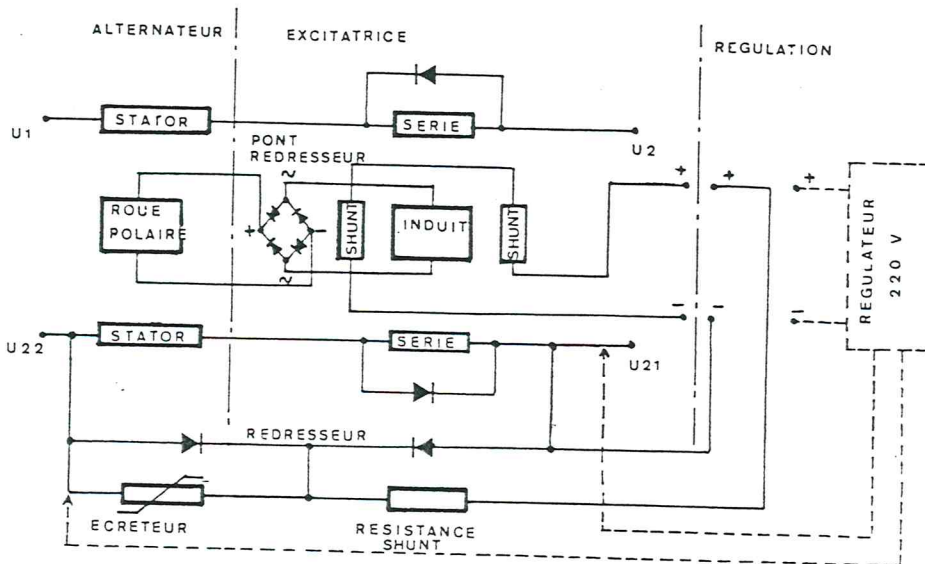 ALTERNATEUR
EXCITATRICE
REGULATION
U1
STATOR
SERIE
U2
PONT
REDRESSEUR
~
+
-
~
ROUE
POLAIRE
SHUNT
INDUIT
SHUNT
+
+
+
-
-
-
REGULATEUR
220 V
U22
STATOR
SERIE
U21
REDRESSEUR
ECRETEUR
RESISTANCE
SHUNT